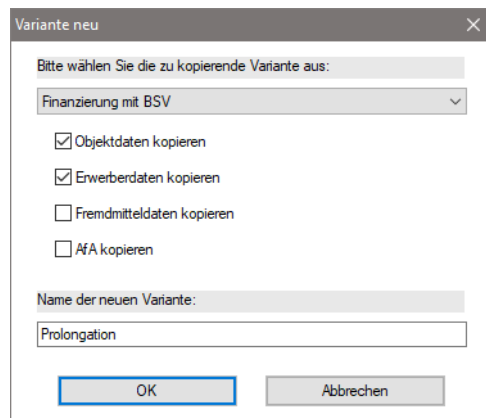 Variante neu
Bitte wählen Sie die zu kopierende Variante aus:
Finanzierung mit BSV
Objektdaten kopieren
Erwerberdaten kopieren
Fremdmitteldaten kopieren
AfA kopieren
Name der neuen Variante:
Prolongation
OK Abbrechen